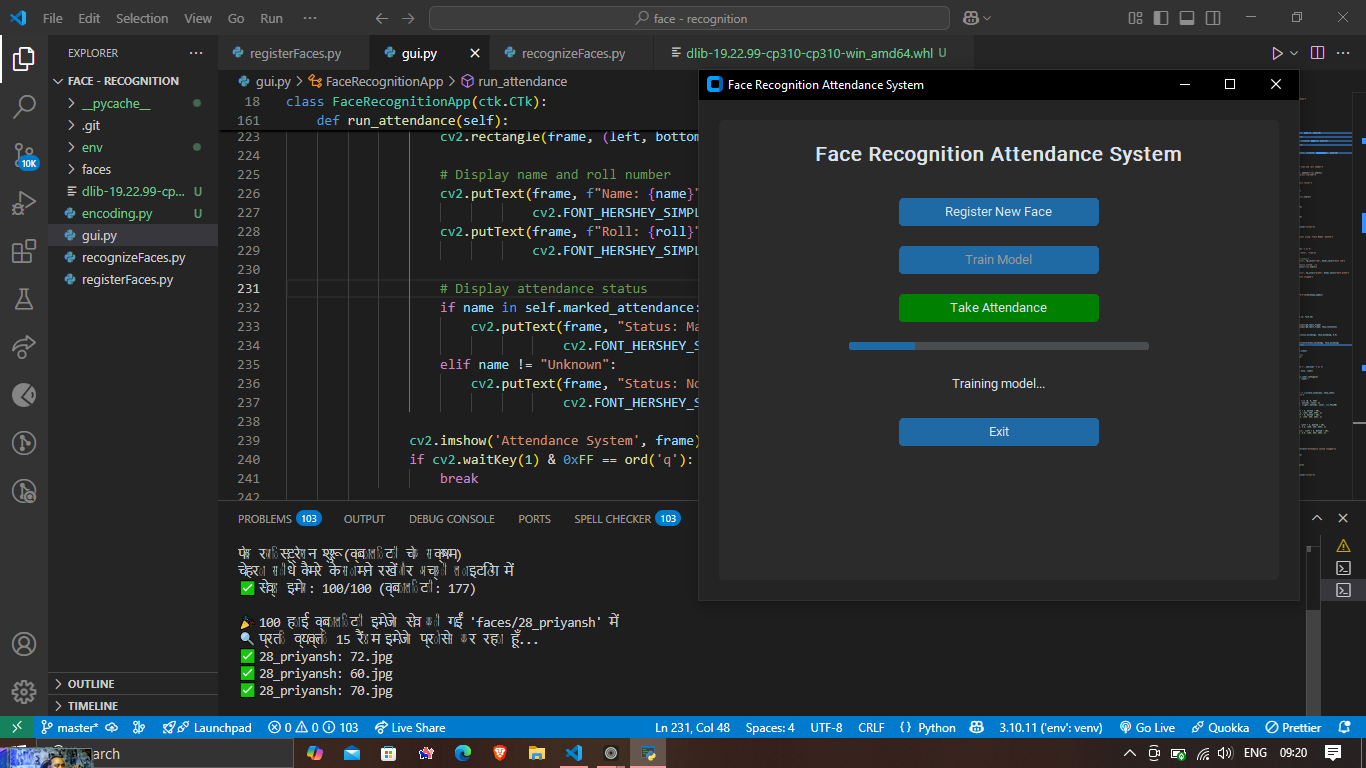 File Edit Selection View Go Run ···
face - recognition
EXPLORER ···
FACE - RECOGNITION
__pycache__
.git
env
faces
dlib-19.22.99-cp... U
encoding.py U
gui.py
recognizeFaces.py
registerFaces.py
OUTLINE
TIMELINE
10K
registerFaces.py gui.py recognizeFaces.py dlib-19.22.99-cp310-cp310-win_amd64.whl U
gui.py > FaceRecognitionApp > run_attendance
18 class FaceRecognitionApp(ctk.CTk):
161 def run_attendance(self):
223 cv2.rectangle(frame, (left, bottom
224
225 # Display name and roll number
226 cv2.putText(frame, f"Name: {name}"
227 cv2.FONT_HERSHEY_SIMPL
228 cv2.putText(frame, f"Roll: {roll}"
229 cv2.FONT_HERSHEY_SIMPL
230
231 # Display attendance status
232 if name in self.marked_attendance:
233 cv2.putText(frame, "Status: Ma
234 cv2.FONT_HERSHEY_S
235 elif name != "Unknown":
236 cv2.putText(frame, "Status: No
237 cv2.FONT_HERSHEY_S
238
239 cv2.imshow('Attendance System', frame)
240 if cv2.waitKey(1) & 0xFF == ord('q'):
241 break
242
Face Recognition Attendance System
Face Recognition Attendance System
Register New Face
Train Model
Take Attendance
Training model...
Exit
PROBLEMS 103 OUTPUT DEBUG CONSOLE PORTS SPELL CHECKER 103
✅ 100/100 177)
🎉 100 'faces/28_priyansh' में
🔍 15
✅ 28_priyansh: 72.jpg
✅ 28_priyansh: 60.jpg
✅ 28_priyansh: 70.jpg
master* Launchpad 0 0 103 Live Share Ln 231, Col 48 Spaces: 4 UTF-8 CRLF {} Python 3.10.11 ('env': venv) Go Live Quokka Prettier
ENG 09:20